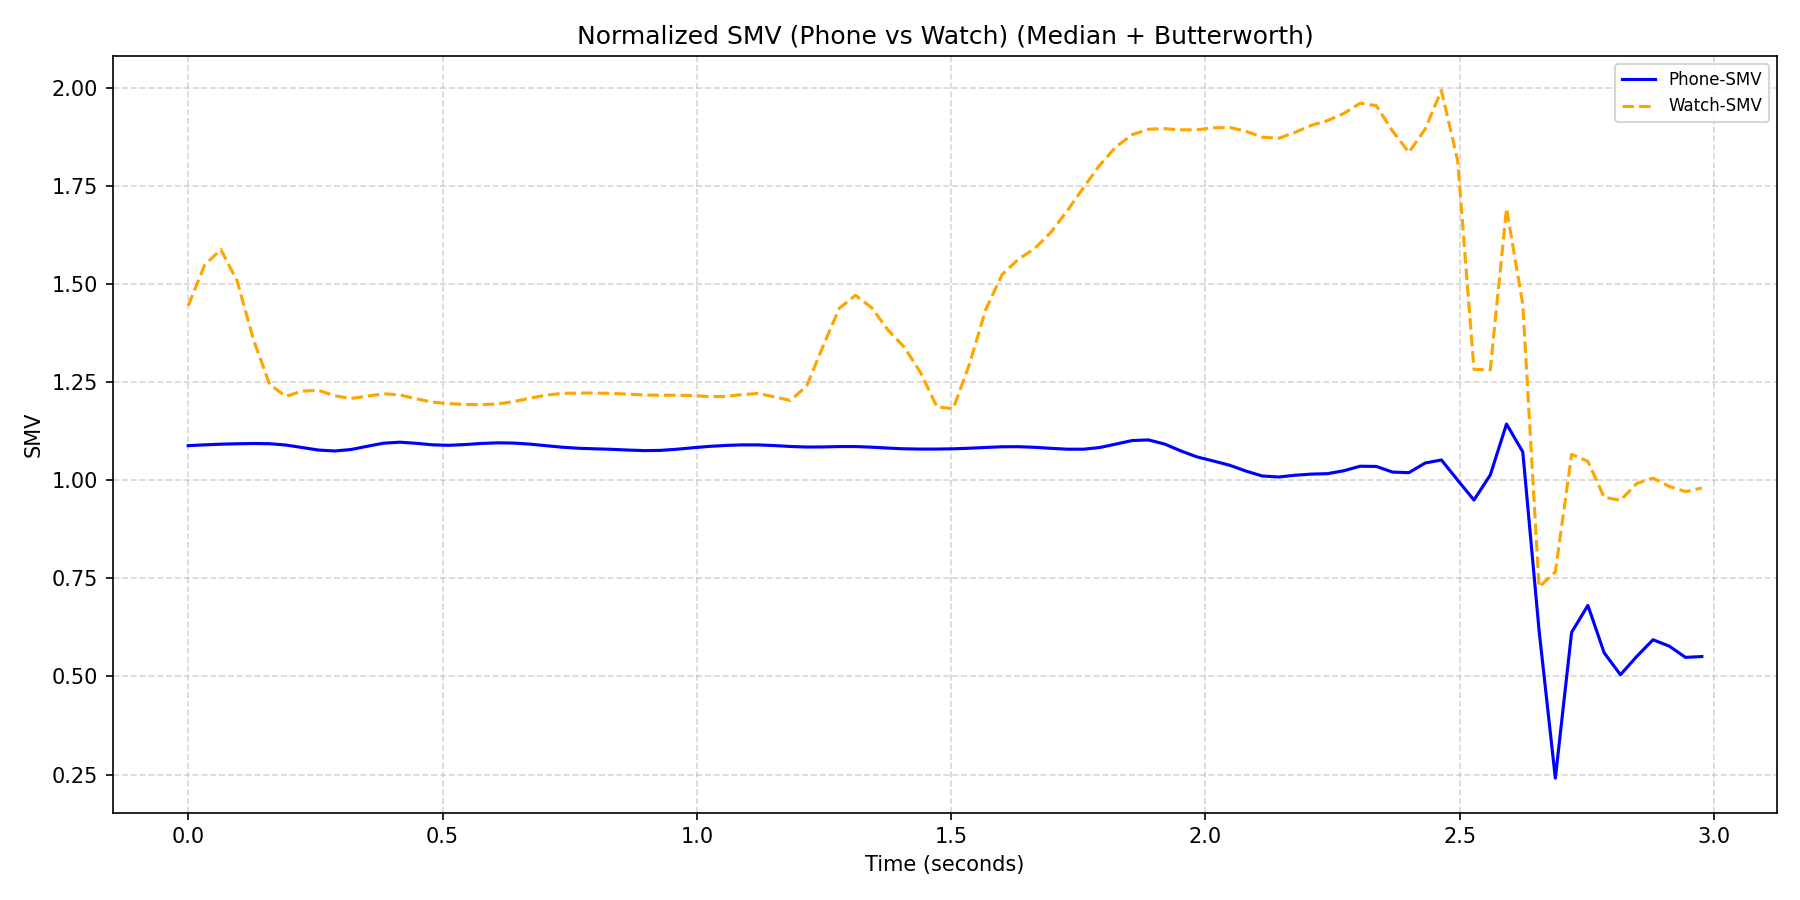 Normalized SMV (Phone vs Watch) (Median + Butterworth)
Phone-SMV
Watch-SMV
2.00
1.75
1.50
1.25
1.00
0.75
0.50
0.25
SMV
0.0 0.5 1.0 1.5 2.0 2.5 3.0
Time (seconds)